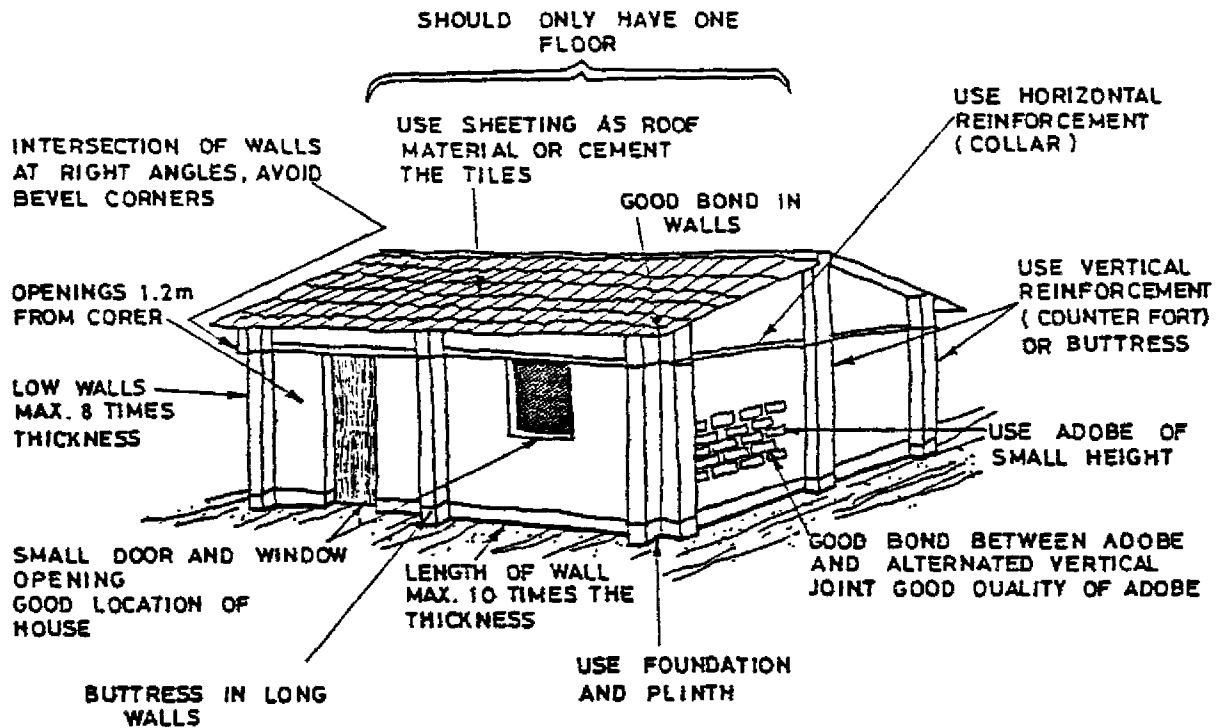 SHOULD ONLY HAVE ONE
FLOOR
USE HORIZONTAL
REINFORCEMENT
(COLLAR)
INTERSECTION OF WALLS
AT RIGHT ANGLES, AVOID
BEVEL CORNERS
USE SHEETING AS ROOF
MATERIAL OR CEMENT
THE TILES
GOOD BOND IN
WALLS
OPENINGS 1.2m
FROM CORER
USE VERTICAL
REINFORCEMENT
(COUNTER FORT)
OR BUTTRESS
LOW WALLS
MAX. 8 TIMES
THICKNESS
USE ADOBE OF
SMALL HEIGHT
SMALL DOOR AND WINDOW
OPENING
GOOD LOCATION OF
HOUSE
LENGTH OF WALL
MAX. 10 TIMES THE
THICKNESS
GOOD BOND BETWEEN ADOBE
AND ALTERNATED VERTICAL
JOINT GOOD QUALITY OF ADOBE
BUTTRESS IN LONG
WALLS
USE FOUNDATION
AND PLINTH